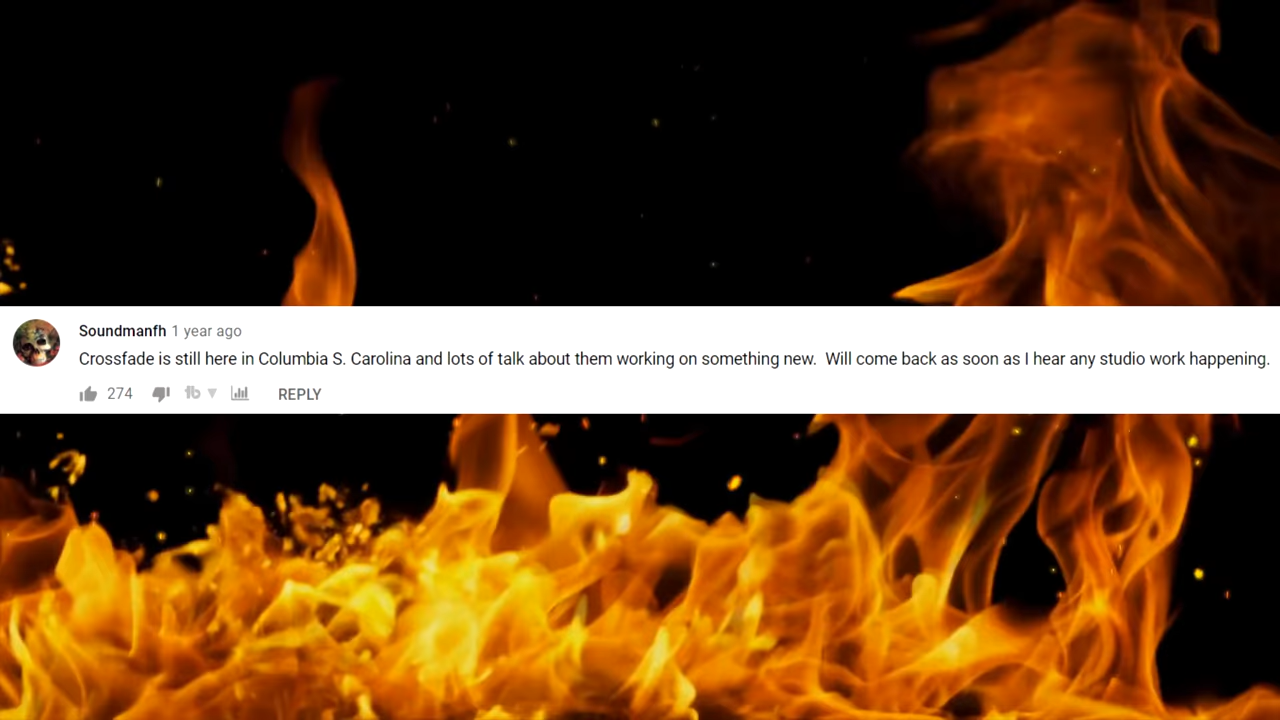 Soundmanfh 1 year ago
Crossfade is still here in Columbia S. Carolina and lots of talk about them working on something new.  Will come back as soon as I hear any studio work happening.
274 REPLY